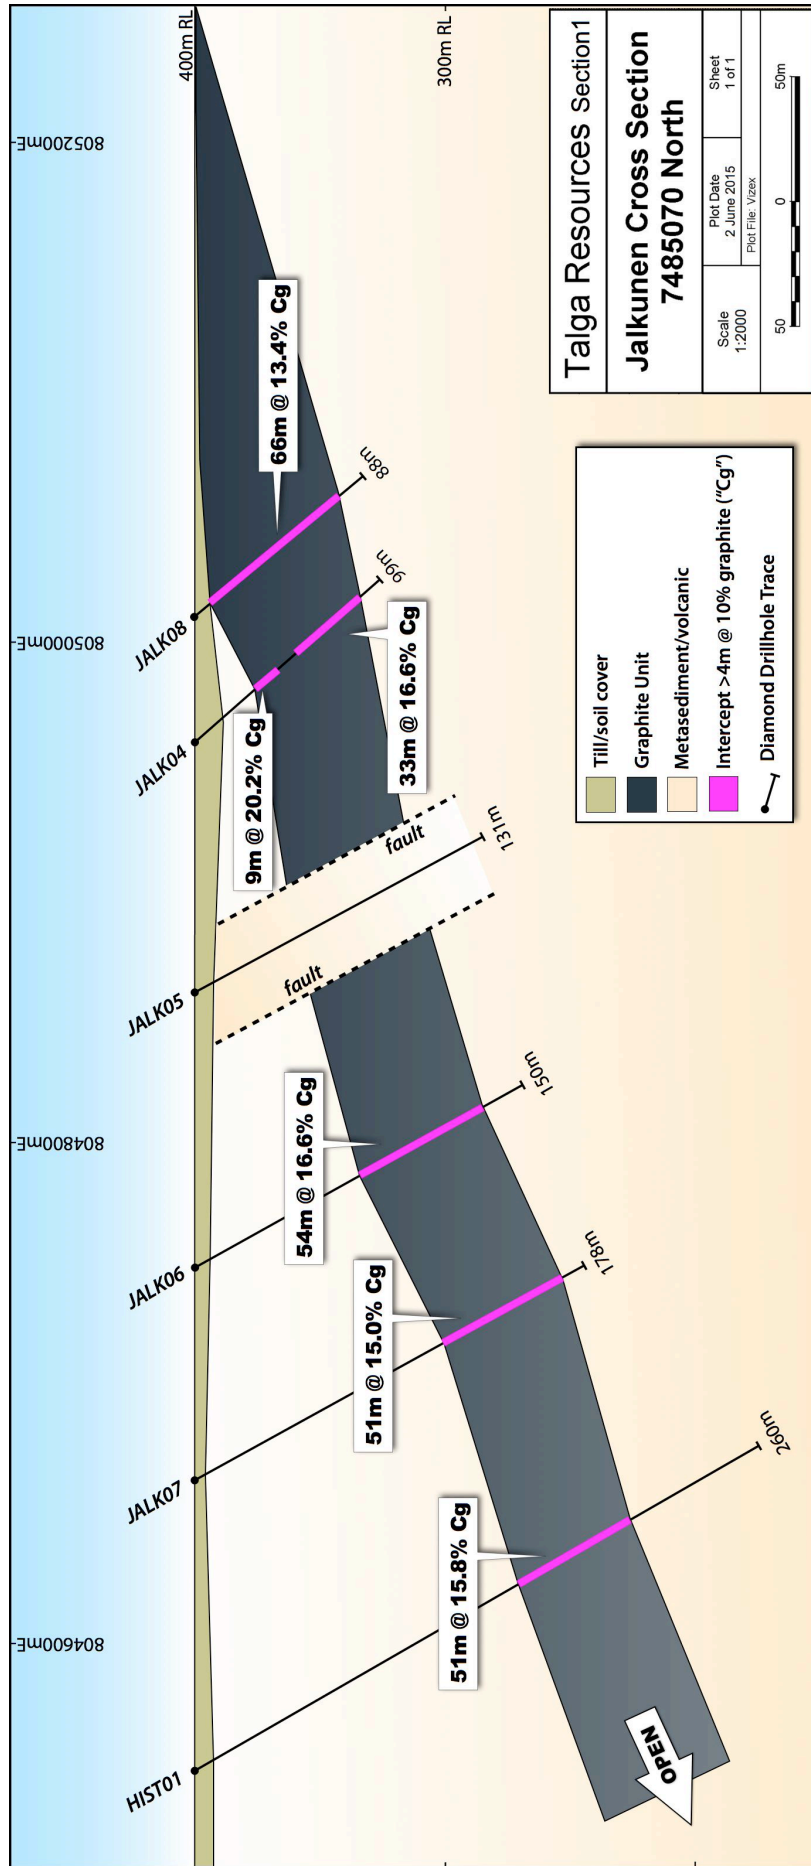 804600mE
804800mE
805000mE
805200mE
400m RL
300m RL
HIST01
JALK07
JALK06
JALK05
JALK04
JALK08
51m @ 15.8% Cg
51m @ 15.0% Cg
54m @ 16.6% Cg
9m @ 20.2% Cg
33m @ 16.6% Cg
66m @ 13.4% Cg
fault
fault
260m
178m
150m
131m
99m
88m
OPEN
Till/soil cover
Graphite Unit
Metasediment/volcanic
Intercept >4m @ 10% graphite ("Cg")
Diamond Drillhole Trace
Talga Resources Section1
Jalkunen Cross Section
7485070 North
Scale
1:2000
Plot Date
2 June 2015
Sheet
1 of 1
Plot File: Vizex
50
0
50m